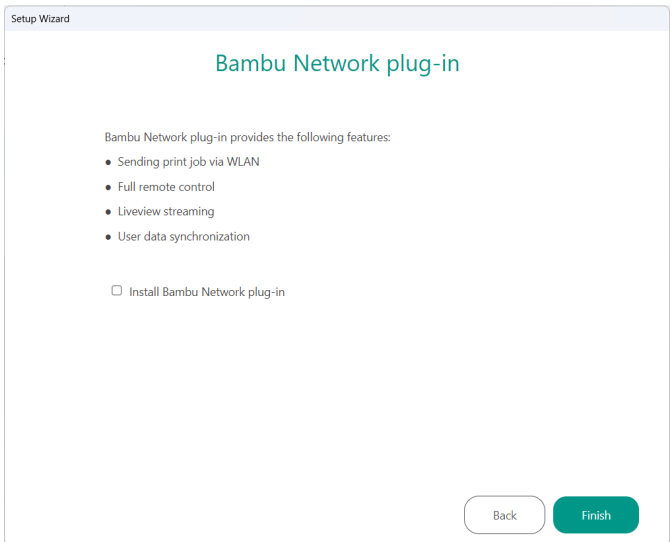 Setup Wizard
Bambu Network plug-in
Bambu Network plug-in provides the following features:
● Sending print job via WLAN
● Full remote control
● Liveview streaming
● User data synchronization
Install Bambu Network plug-in
Back
Finish